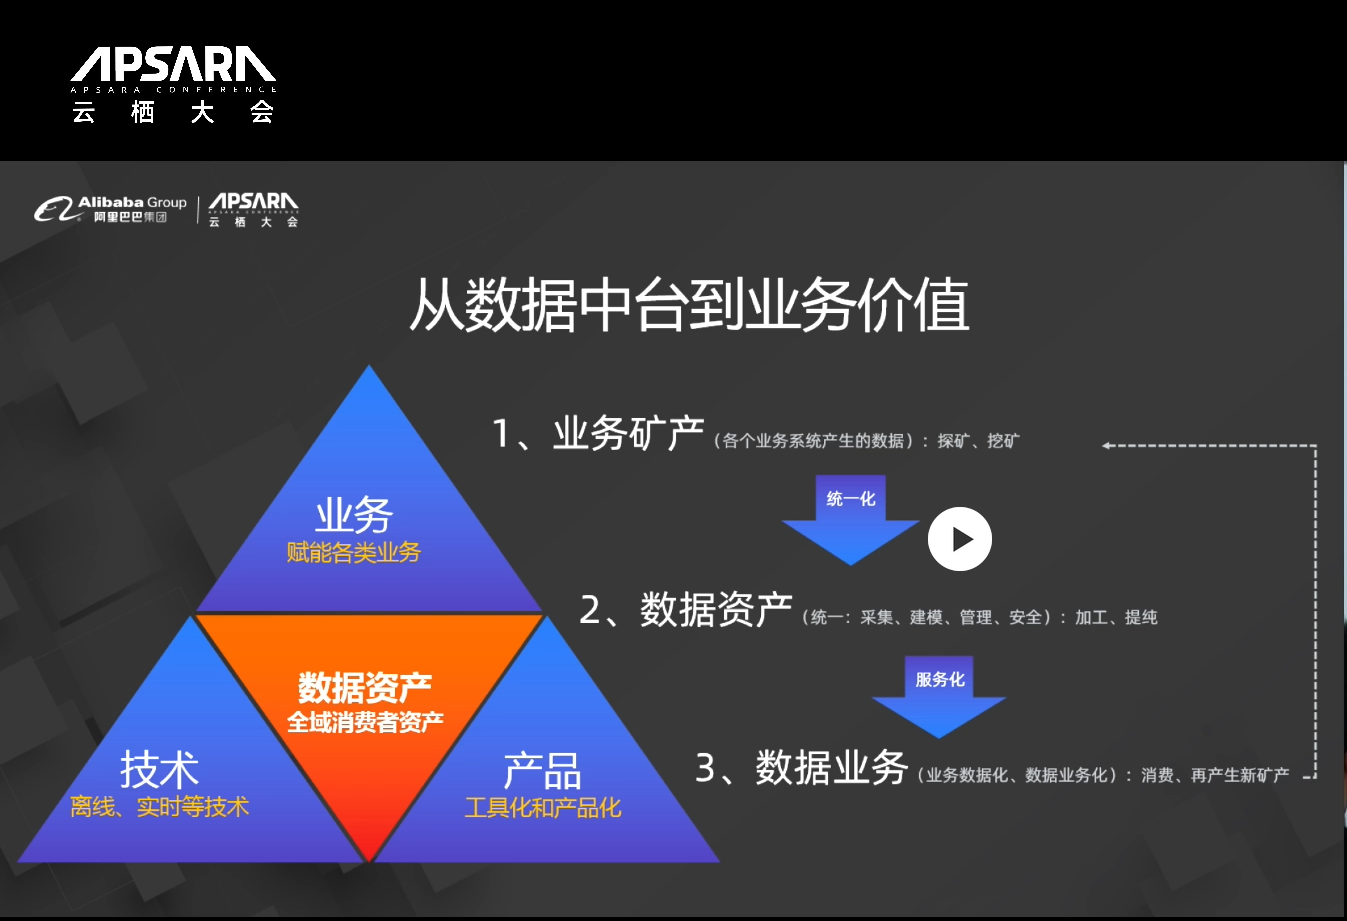 APSARA
APSARA CONFERENCE
云栖大会
Alibaba Group
阿里巴巴集团
APSARA
APSARA CONFERENCE
云栖大会
从数据中台到业务价值
1、业务矿产（各个业务系统产生的数据）：探矿、挖矿
统一化
业务
赋能各类业务
2、数据资产（统一：采集、建模、管理、安全）：加工、提纯
服务化
数据资产
全域消费者资产
3、数据业务（业务数据化、数据业务化）：消费、再产生新矿产
技术
离线、实时等技术
产品
工具化和产品化